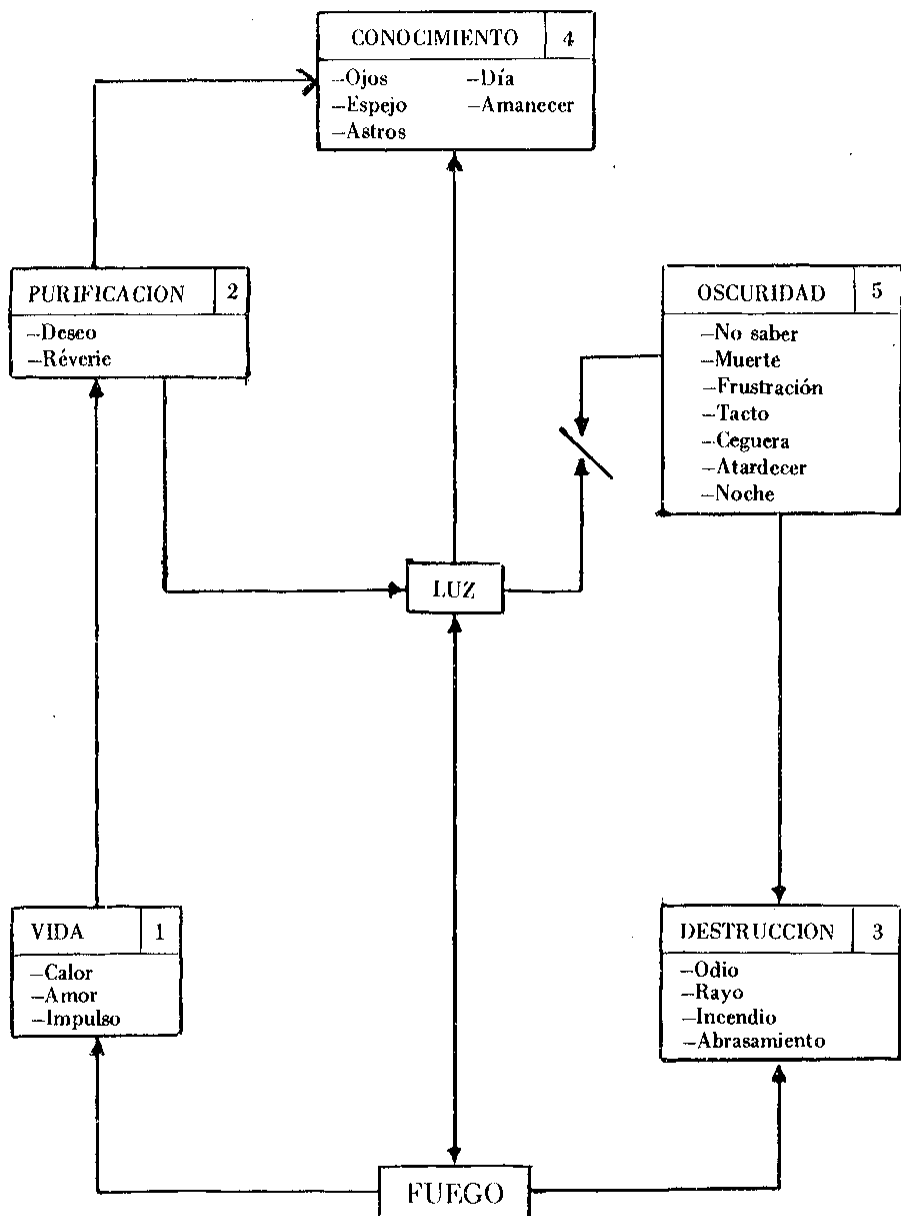 CONOCIMIENTO 4
—Ojos —Día
—Espejo —Amanecer
—Astros
PURIFICACION 2
—Deseo
—Réverie
OSCURIDAD 5
—No saber
—Muerte
—Frustración
—Tacto
—Ceguera
—Atardecer
—Noche
LUZ
VIDA 1
—Calor
—Amor
—Impulso
DESTRUCCION 3
—Odio
—Rayo
—Incendio
—Abrasamiento
FUEGO